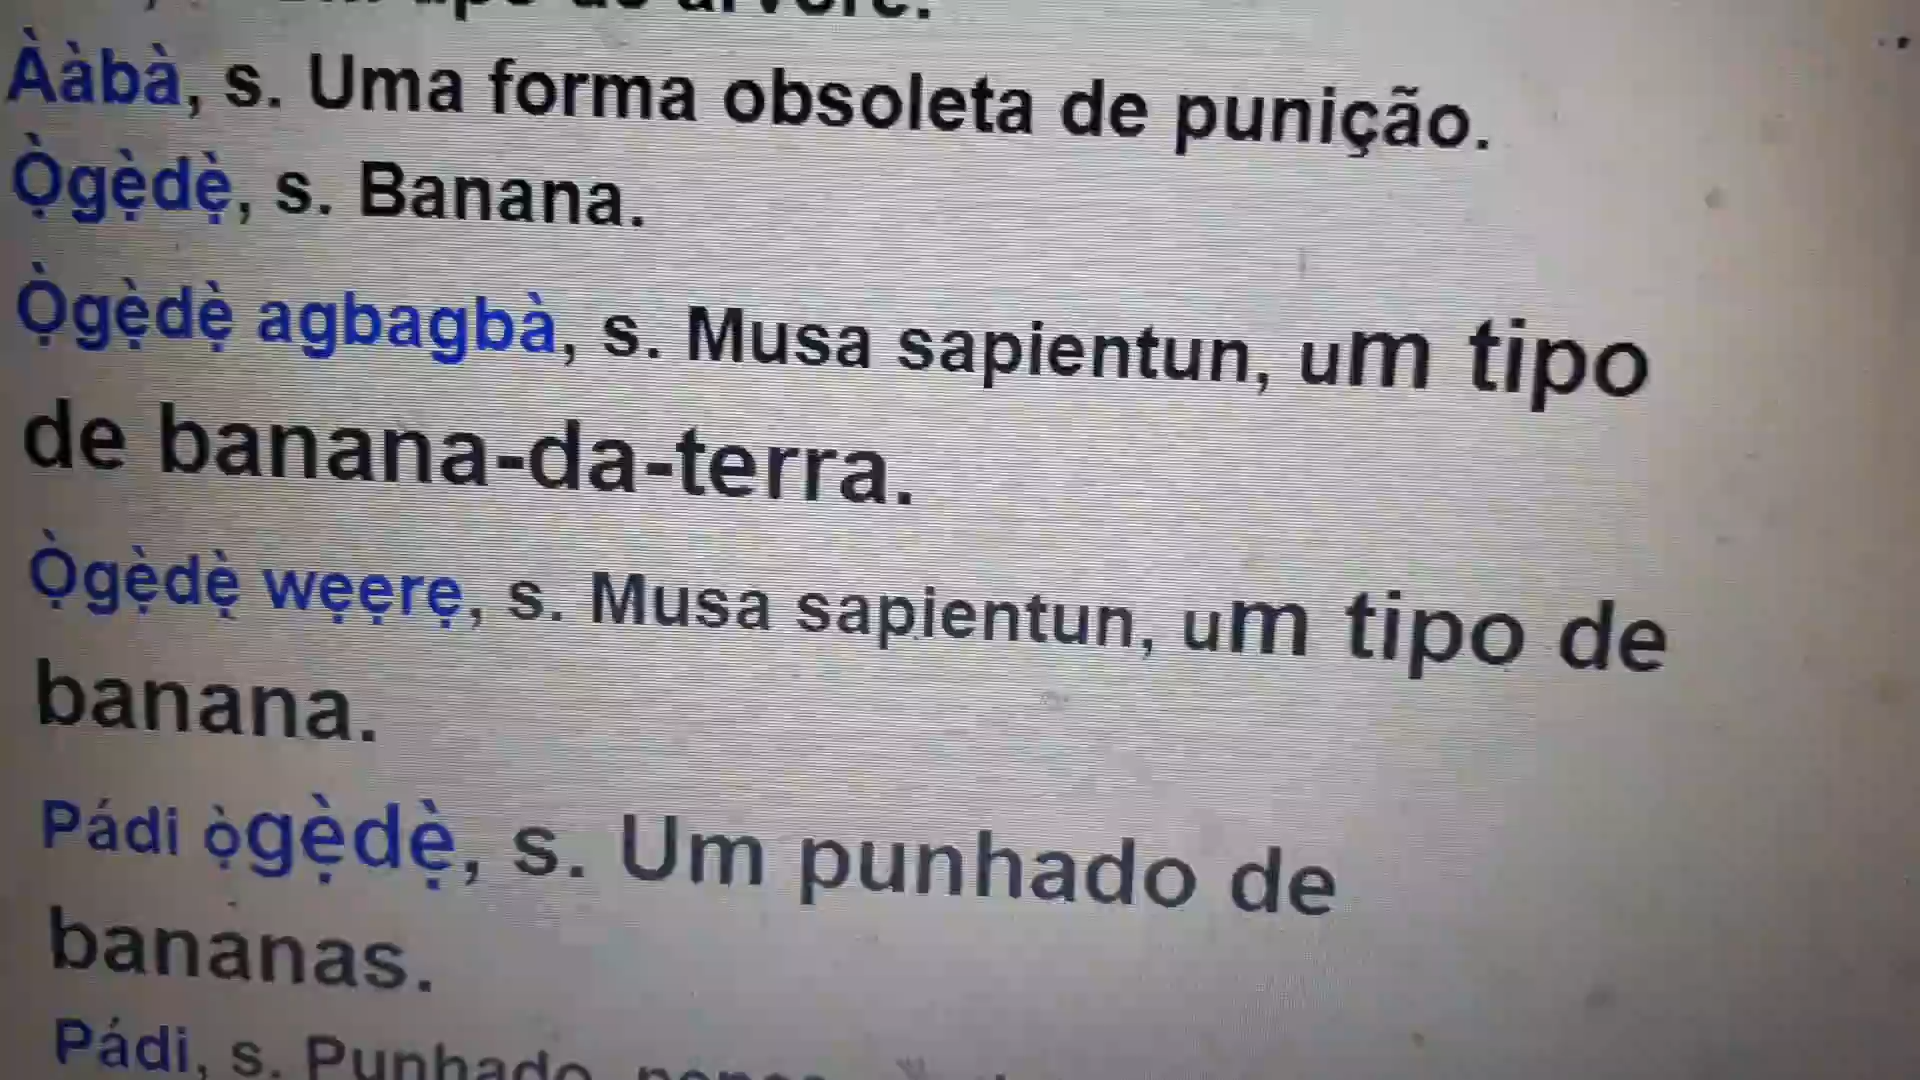 Ààbà, s. Uma forma obsoleta de punição.
Ọ̀gẹ̀dẹ̀, s. Banana.
Ọ̀gẹ̀dẹ̀ agbagbà, s. Musa sapientun, um tipo
de banana-da-terra.
Ọ̀gẹ̀dẹ̀ wẹẹrẹ, s. Musa sapientun, um tipo de
banana.
Pádi ọ̀gẹ̀dẹ̀, s. Um punhado de
bananas.
Pádi, s. Punhado